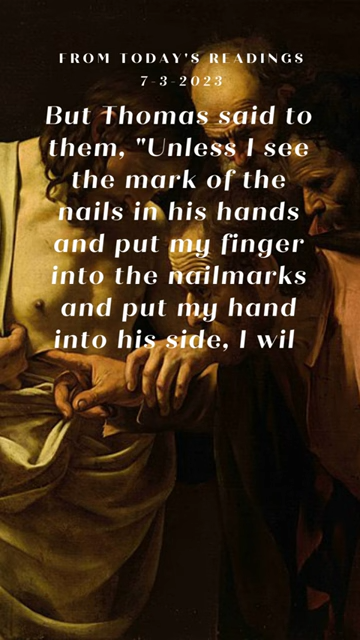 FROM TODAY'S READINGS
7-3-2023
But Thomas said to
them, "Unless I see
the mark of the
nails in his hands
and put my finger
into the nailmarks
and put my hand
into his side, I wil